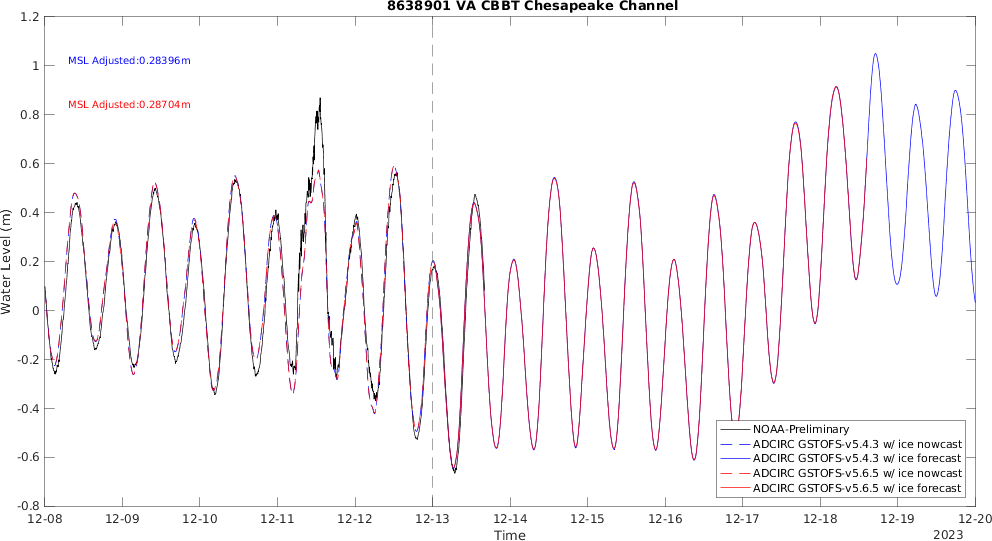 8638901 VA CBBT Chesapeake Channel
1.2
1
0.8
0.6
0.4
0.2
0
-0.2
-0.4
-0.6
-0.8
Water Level (m)
MSL Adjusted:0.28396m
MSL Adjusted:0.28704m
NOAA-Preliminary
ADCIRC GSTOFS-v5.4.3 w/ ice nowcast
ADCIRC GSTOFS-v5.4.3 w/ ice forecast
ADCIRC GSTOFS-v5.6.5 w/ ice nowcast
ADCIRC GSTOFS-v5.6.5 w/ ice forecast
12-08 12-09 12-10 12-11 12-12 12-13 12-14 12-15 12-16 12-17 12-18 12-19 12-20
Time
2023